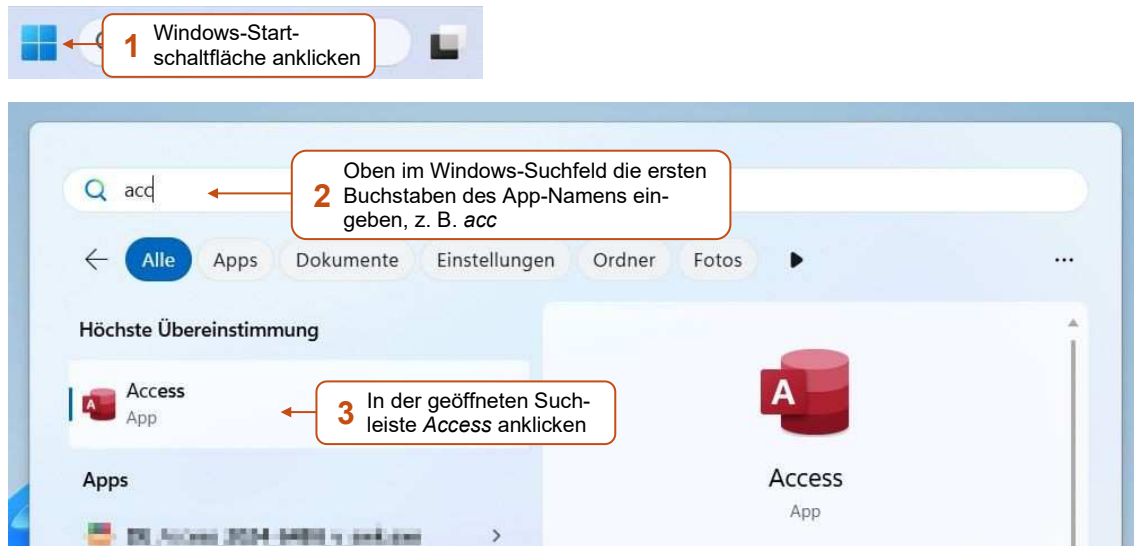 1 Windows-Start-
schaltfläche anklicken
acc
2 Oben im Windows-Suchfeld die ersten
Buchstaben des App-Namens ein-
geben, z. B. acc
Alle Apps Dokumente Einstellungen Ordner Fotos ...
Höchste Übereinstimmung
Access
App
3 In der geöffneten Such-
leiste Access anklicken
A
A
Access
App
Apps